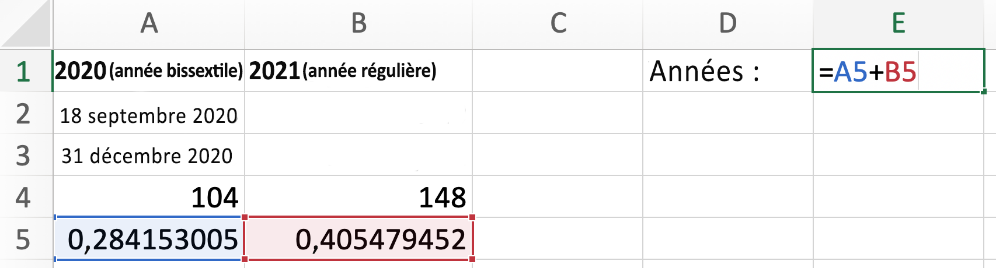 A B C D E
1 2020 (année bissextile) 2021 (année régulière) Années : =A5+B5
2 18 septembre 2020
3 31 décembre 2020
4 104 148
5 0,284153005 0,405479452